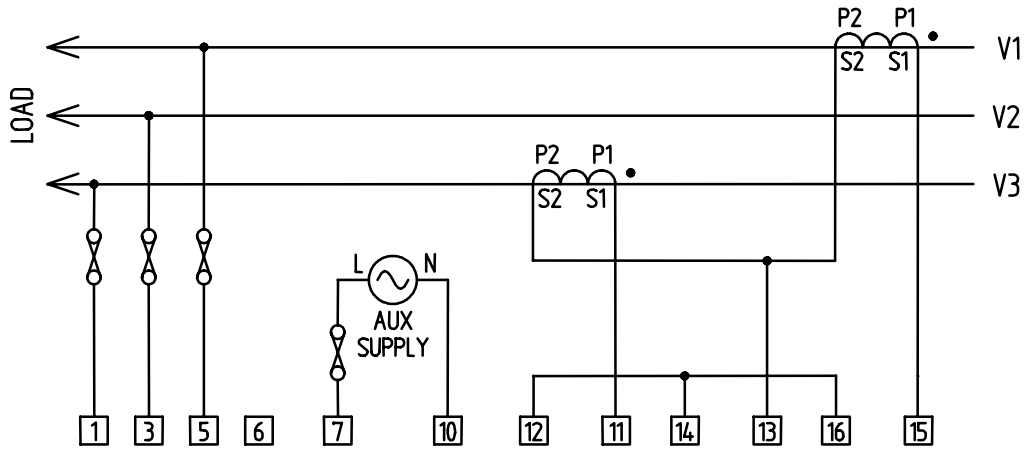 P2 P1
V1
S2 S1
LOAD
V2
P2 P1
V3
S2 S1
L N
AUX
SUPPLY
1 3 5 6 7 10 12 11 14 13 16 15